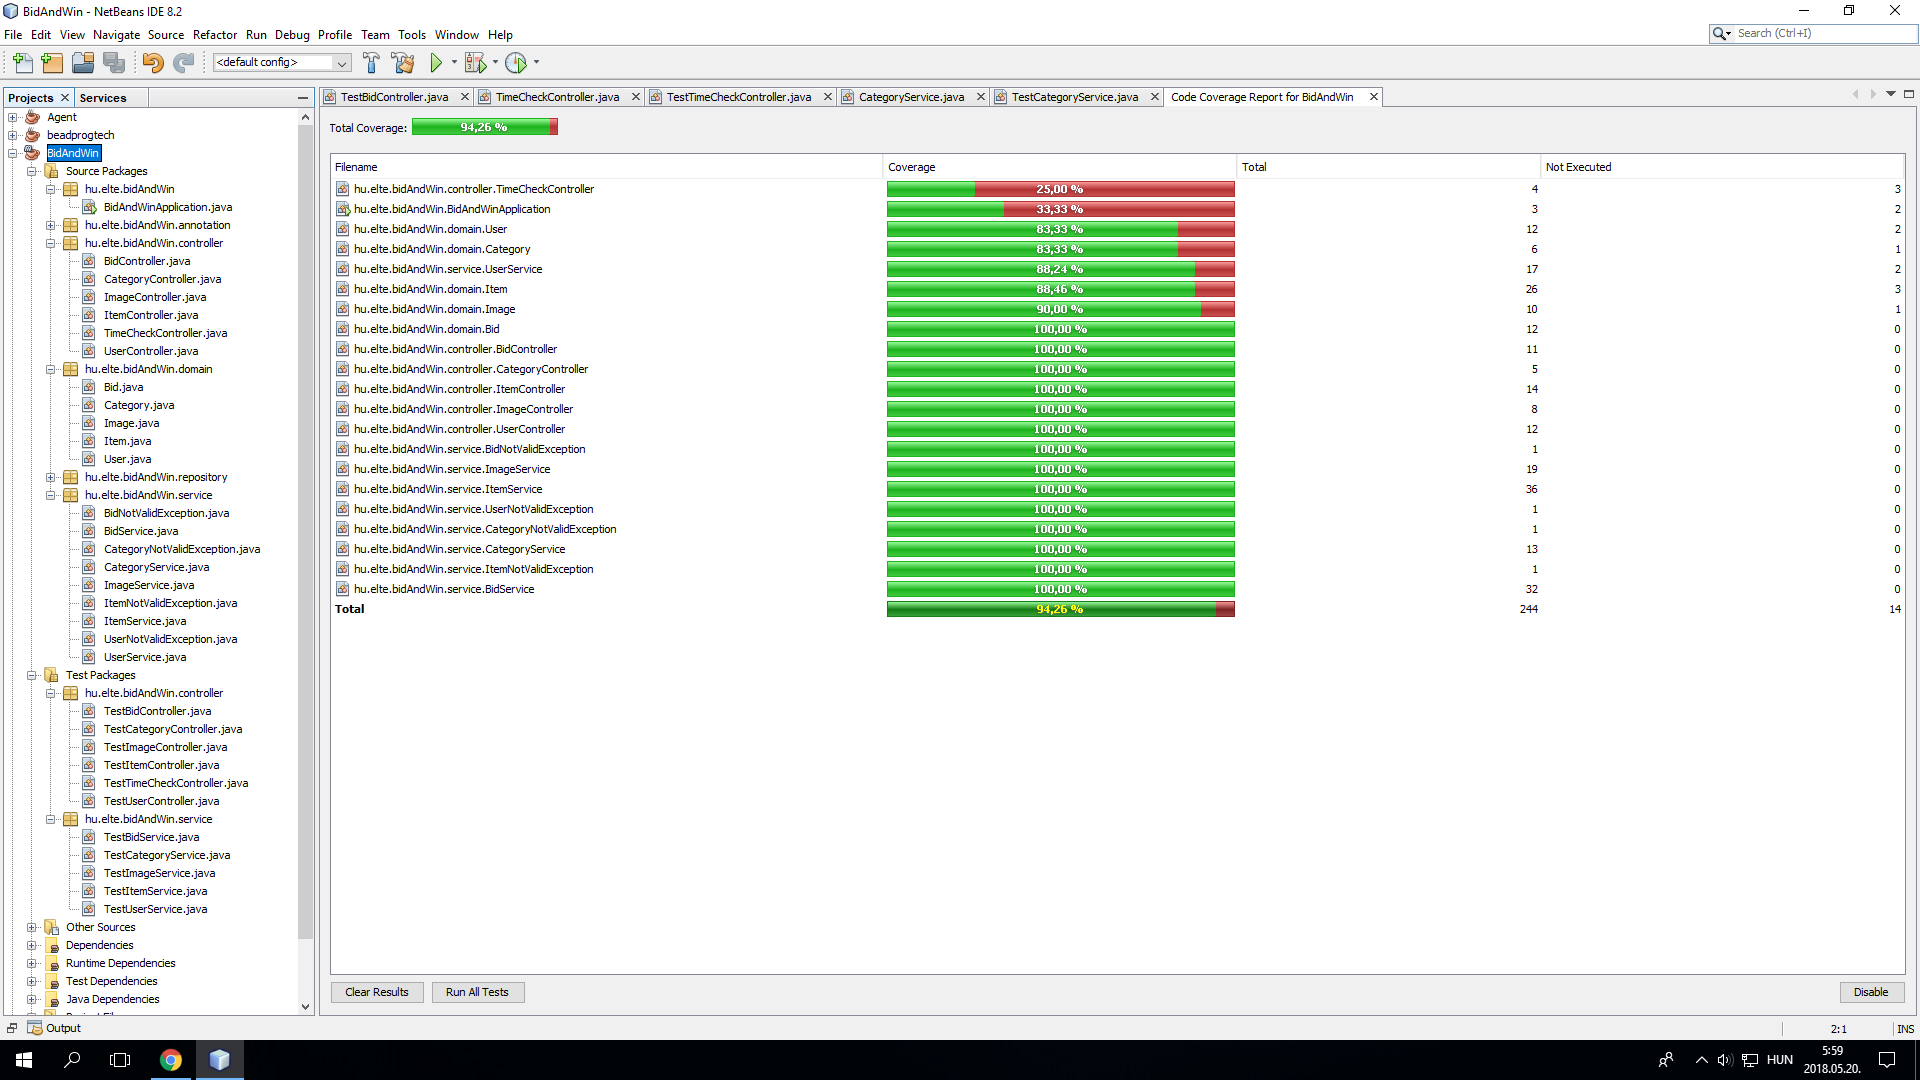 BidAndWin - NetBeans IDE 8.2
File Edit View Navigate Source Refactor Run Debug Profile Team Tools Window Help
Search (Ctrl+I)
<default config>
Projects Services
TestBidController.java TimeCheckController.java TestTimeCheckController.java CategoryService.java TestCategoryService.java Code Coverage Report for BidAndWin
Agent
beadprogtech
BidAndWin
Source Packages
hu.elte.bidAndWin
BidAndWinApplication.java
hu.elte.bidAndWin.annotation
hu.elte.bidAndWin.controller
BidController.java
CategoryController.java
ImageController.java
ItemController.java
TimeCheckController.java
UserController.java
hu.elte.bidAndWin.domain
Bid.java
Category.java
Image.java
Item.java
User.java
hu.elte.bidAndWin.repository
hu.elte.bidAndWin.service
BidNotValidException.java
BidService.java
CategoryNotValidException.java
CategoryService.java
ImageService.java
ItemNotValidException.java
ItemService.java
UserNotValidException.java
UserService.java
Test Packages
hu.elte.bidAndWin.controller
TestBidController.java
TestCategoryController.java
TestImageController.java
TestItemController.java
TestTimeCheckController.java
TestUserController.java
hu.elte.bidAndWin.service
TestBidService.java
TestCategoryService.java
TestImageService.java
TestItemService.java
TestUserService.java
Other Sources
Dependencies
Runtime Dependencies
Test Dependencies
Java Dependencies
Total Coverage: 94,26 %
Filename Coverage Total Not Executed
hu.elte.bidAndWin.controller.TimeCheckController 25,00 % 4 3
hu.elte.bidAndWin.BidAndWinApplication 33,33 % 3 2
hu.elte.bidAndWin.domain.User 83,33 % 12 2
hu.elte.bidAndWin.domain.Category 83,33 % 6 1
hu.elte.bidAndWin.service.UserService 88,24 % 17 2
hu.elte.bidAndWin.domain.Item 88,46 % 26 3
hu.elte.bidAndWin.domain.Image 90,00 % 10 1
hu.elte.bidAndWin.domain.Bid 100,00 % 12 0
hu.elte.bidAndWin.controller.BidController 100,00 % 11 0
hu.elte.bidAndWin.controller.CategoryController 100,00 % 5 0
hu.elte.bidAndWin.controller.ItemController 100,00 % 14 0
hu.elte.bidAndWin.controller.ImageController 100,00 % 8 0
hu.elte.bidAndWin.controller.UserController 100,00 % 12 0
hu.elte.bidAndWin.service.BidNotValidException 100,00 % 1 0
hu.elte.bidAndWin.service.ImageService 100,00 % 19 0
hu.elte.bidAndWin.service.ItemService 100,00 % 36 0
hu.elte.bidAndWin.service.UserNotValidException 100,00 % 1 0
hu.elte.bidAndWin.service.CategoryNotValidException 100,00 % 1 0
hu.elte.bidAndWin.service.CategoryService 100,00 % 13 0
hu.elte.bidAndWin.service.ItemNotValidException 100,00 % 1 0
hu.elte.bidAndWin.service.BidService 100,00 % 32 0
Total 94,26 % 244 14
Clear Results Run All Tests Disable
Output
2:1 INS
HUN
5:59
2018.05.20.